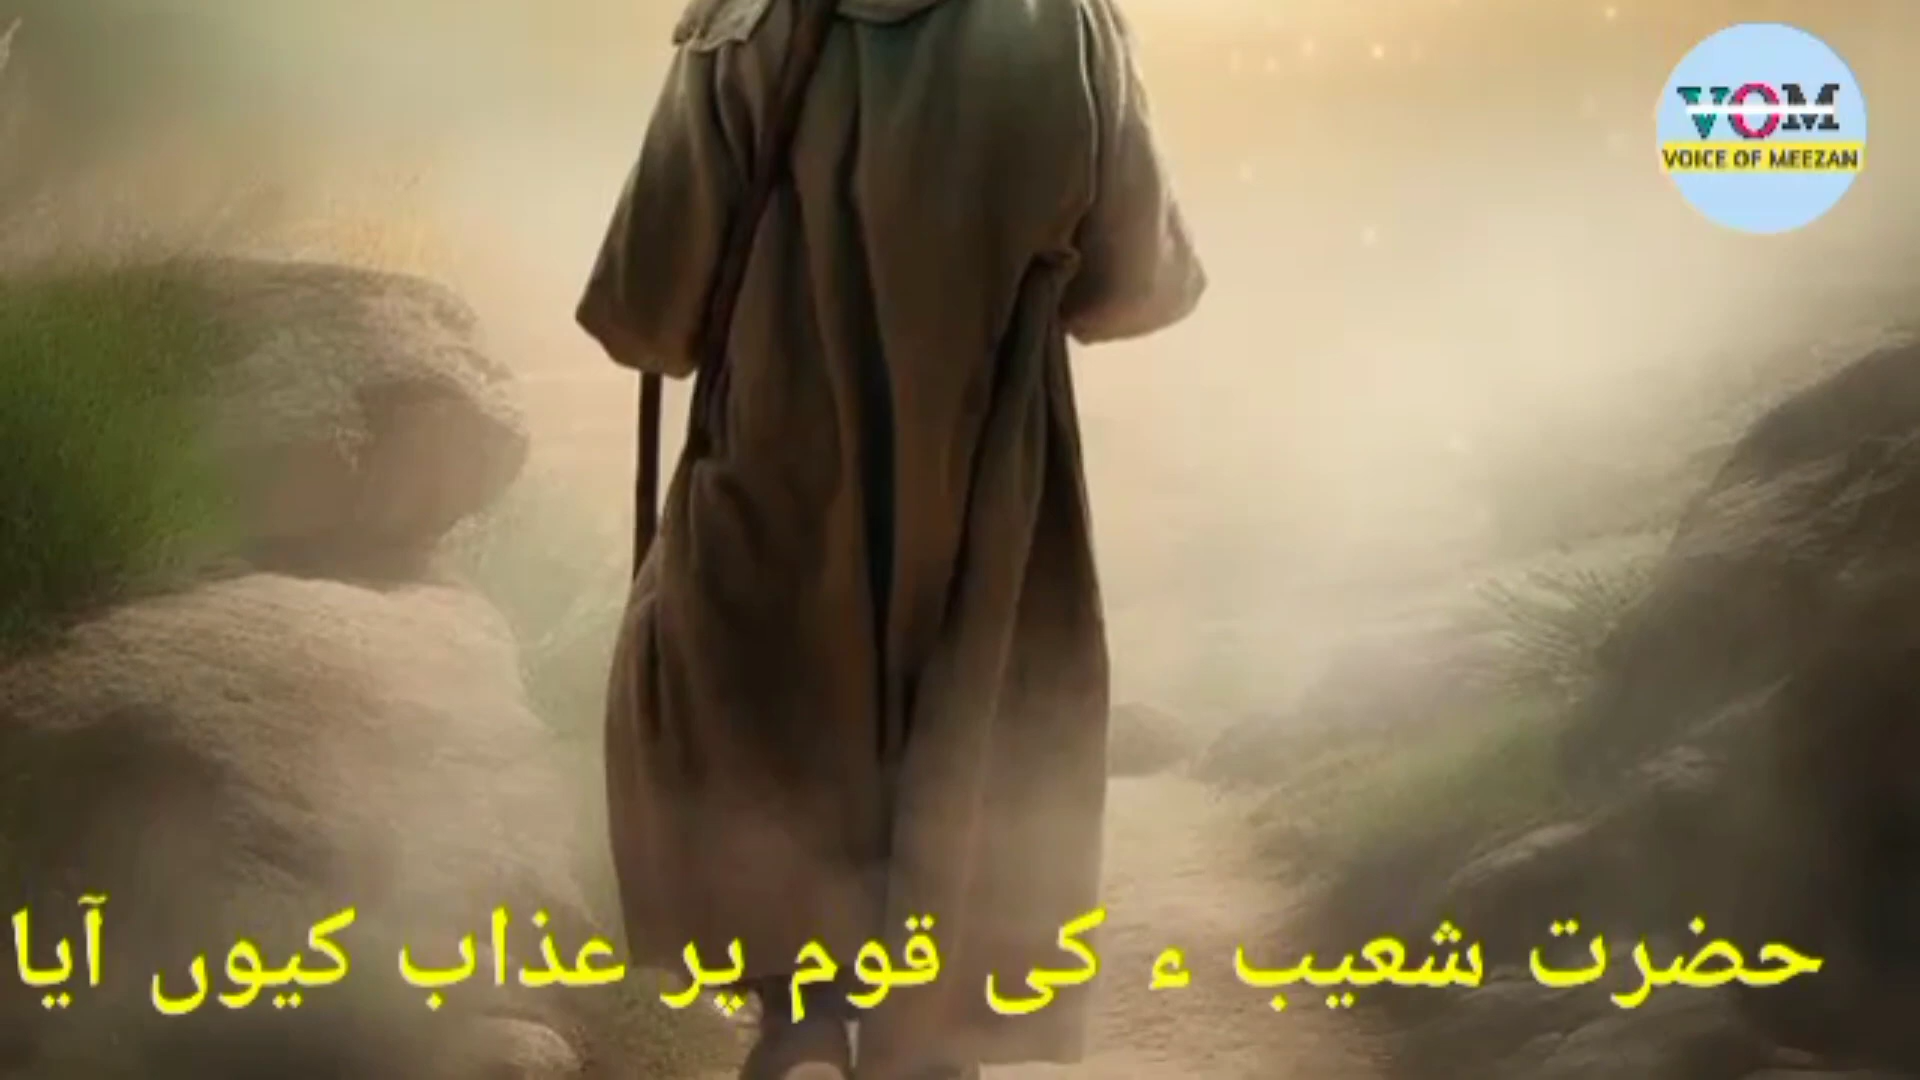 VOM
VOICE OF MEEZAN
حضرت شعیب ء کی قوم پر عذاب کیوں آیا